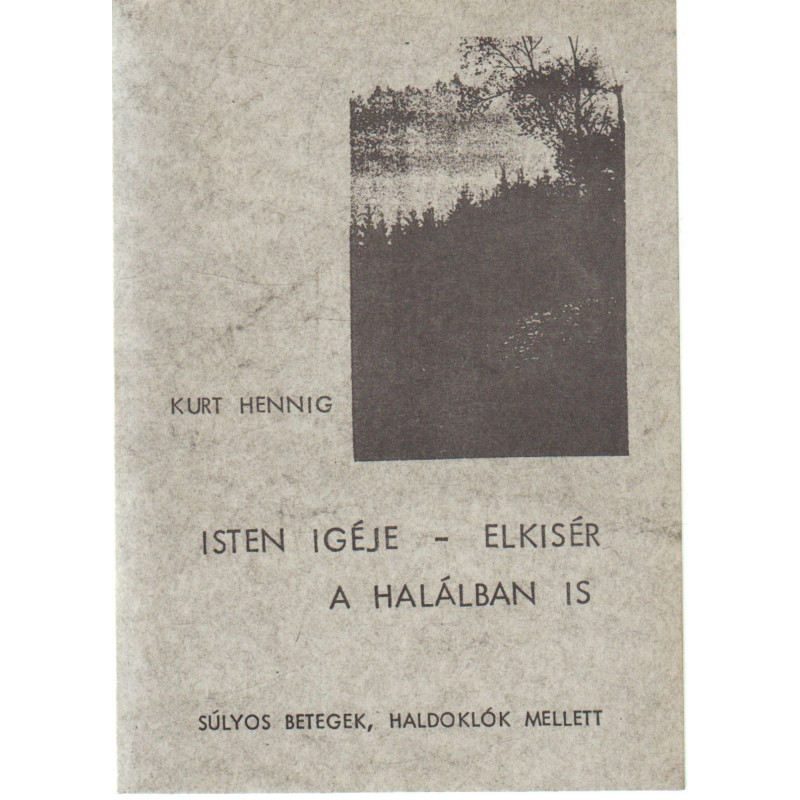 KURT HENNIG
ISTEN IGÉJE - ELKISÉR
A HALÁLBAN IS
SÚLYOS BETEGEK, HALDOKLÓK MELLETT